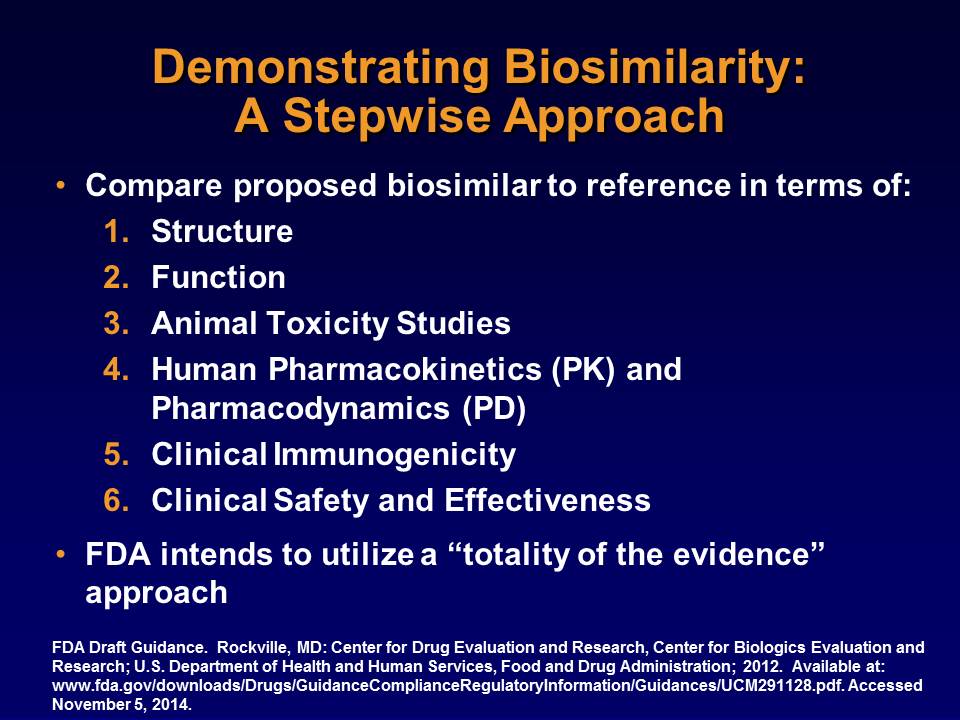 Demonstrating Biosimilarity:
A Stepwise Approach
• Compare proposed biosimilar to reference in terms of:
1. Structure
2. Function
3. Animal Toxicity Studies
4. Human Pharmacokinetics (PK) and
Pharmacodynamics (PD)
5. Clinical Immunogenicity
6. Clinical Safety and Effectiveness
• FDA intends to utilize a “totality of the evidence”
approach
FDA Draft Guidance. Rockville, MD: Center for Drug Evaluation and Research, Center for Biologics Evaluation and
Research; U.S. Department of Health and Human Services, Food and Drug Administration; 2012. Available at:
www.fda.gov/downloads/Drugs/GuidanceComplianceRegulatoryInformation/Guidances/UCM291128.pdf. Accessed
November 5, 2014.